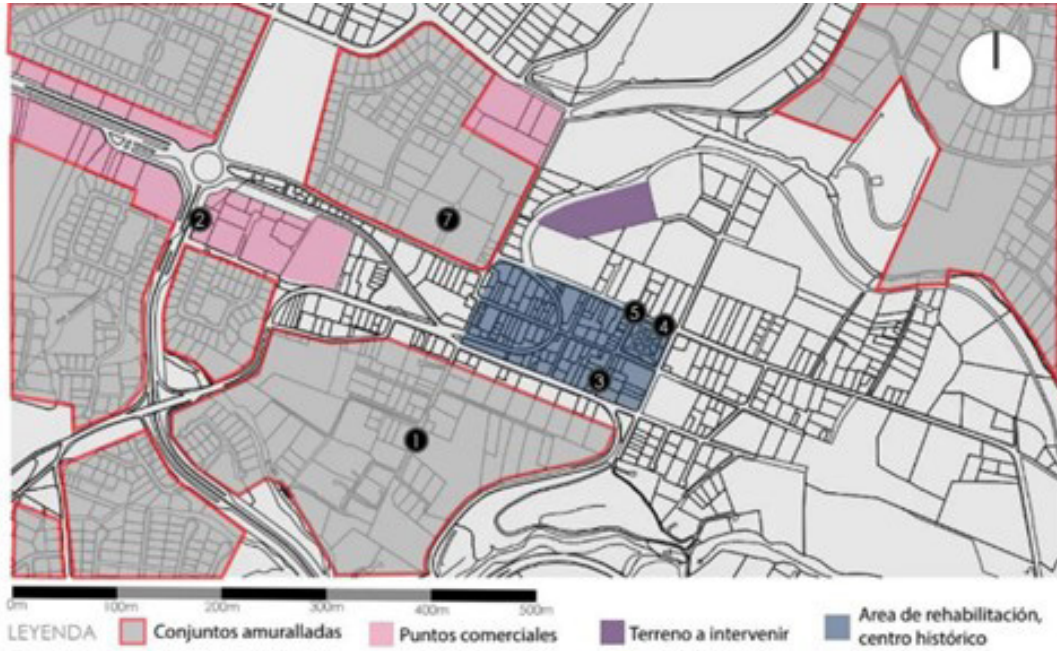 7
2
5
4
3
1
0m 100m 200m 300m 400m 500m
LEYENDA
Conjuntos amuralladas
Puntos comerciales
Terreno a intervenir
Area de rehabilitación,
centro histórico